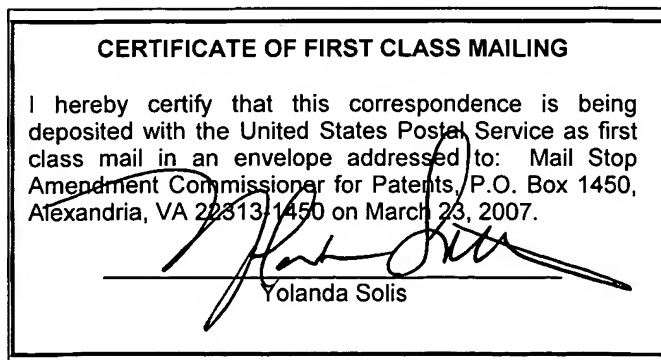 CERTIFICATE OF FIRST CLASS MAILING
I hereby certify that this correspondence is being
deposited with the United States Postal Service as first
class mail in an envelope addressed to: Mail Stop
Amendment Commissioner for Patents, P.O. Box 1450,
Alexandria, VA 22313-1450 on March 23, 2007.
Yolanda Solis